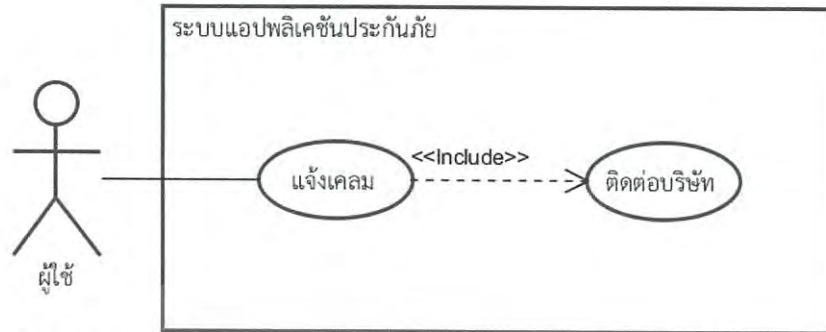 ระบบแอปพลิเคชันประกันภัย
<<Include>>
แจ้งเคลม
ติดต่อบริษัท
ผู้ใช้